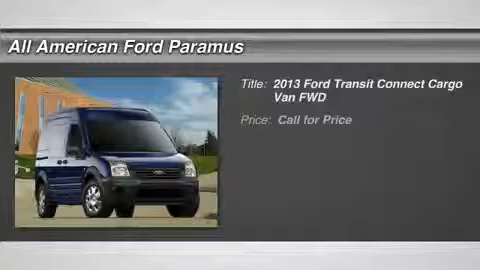 All American Ford Paramus
Title: 2013 Ford Transit Connect Cargo
Van FWD
Price: Call for Price